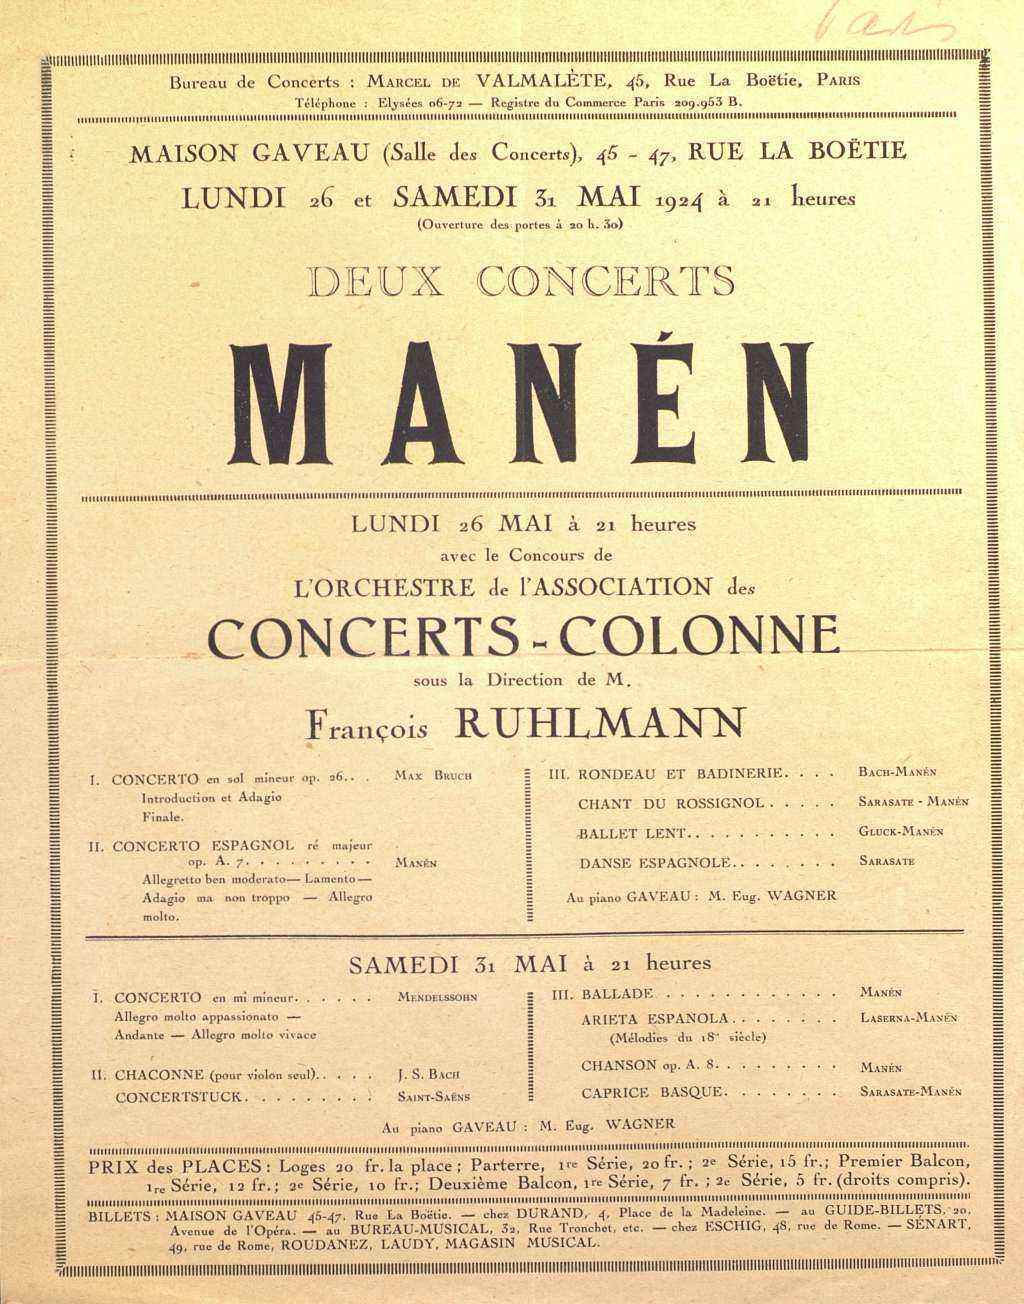 Paris
Bureau de Concerts : MARCEL DE VALMALÈTE, 45, Rue La Boëtie, PARIS
Téléphone : Elysées 06-72 — Registre du Commerce Paris 209.953 B.
MAISON GAVEAU (Salle des Concerts), 45 - 47, RUE LA BOËTIE
LUNDI 26 et SAMEDI 31 MAI 1924 à 21 heures
(Ouverture des portes à 20 h. 30)
DEUX CONCERTS
MANÉN
LUNDI 26 MAI à 21 heures
avec le Concours de
L'ORCHESTRE de l'ASSOCIATION des
CONCERTS-COLONNE
sous la Direction de M.
François RUHLMANN
I. CONCERTO en sol mineur op. 26. . . MAX BRUCH
Introduction et Adagio
Finale.
II. CONCERTO ESPAGNOL ré majeur
op. A. 7. . . . . . . . . MANÉN
Allegretto ben moderato — Lamento —
Adagio ma non troppo — Allegro
molto.
III. RONDEAU ET BADINERIE. . . . BACH-MANÉN
CHANT DU ROSSIGNOL . . . . . SARASATE - MANÉN
BALLET LENT. . . . . . . . . . . GLUCK-MANÉN
DANSE ESPAGNOLE. . . . . . . SARASATE
Au piano GAVEAU : M. Eug. WAGNER
SAMEDI 31 MAI à 21 heures
I. CONCERTO en mi mineur. . . . . . MENDELSSOHN
Allegro molto appassionato —
Andante — Allegro molto vivace
II. CHACONNE (pour violon seul). . . . . J. S. BACH
CONCERTSTUCK. . . . . . . . . SAINT-SAËNS
III. BALLADE . . . . . . . . . . . . MANÉN
ARIETA ESPANOLA. . . . . . . . LASERNA-MANÉN
(Mélodies du 18e siècle)
CHANSON op. A. 8. . . . . . . . . MANÉN
CAPRICE BASQUE. . . . . . . . SARASATE-MANÉN
Au piano GAVEAU : M. Eug. WAGNER
PRIX des PLACES : Loges 20 fr. la place ; Parterre, 1re Série, 20 fr. ; 2e Série, 15 fr. ; Premier Balcon,
1re Série, 12 fr. ; 2e Série, 10 fr. ; Deuxième Balcon, 1re Série, 7 fr. ; 2e Série, 5 fr. (droits compris).
BILLETS : MAISON GAVEAU 45-47, Rue La Boëtie. — chez DURAND, 4, Place de la Madeleine. — au GUIDE-BILLETS, 20,
Avenue de l'Opéra. — au BUREAU-MUSICAL, 32, Rue Tronchet, etc. — chez ESCHIG, 48, rue de Rome. — SÉNART,
49, rue de Rome, ROUDANEZ, LAUDY, MAGASIN MUSICAL.